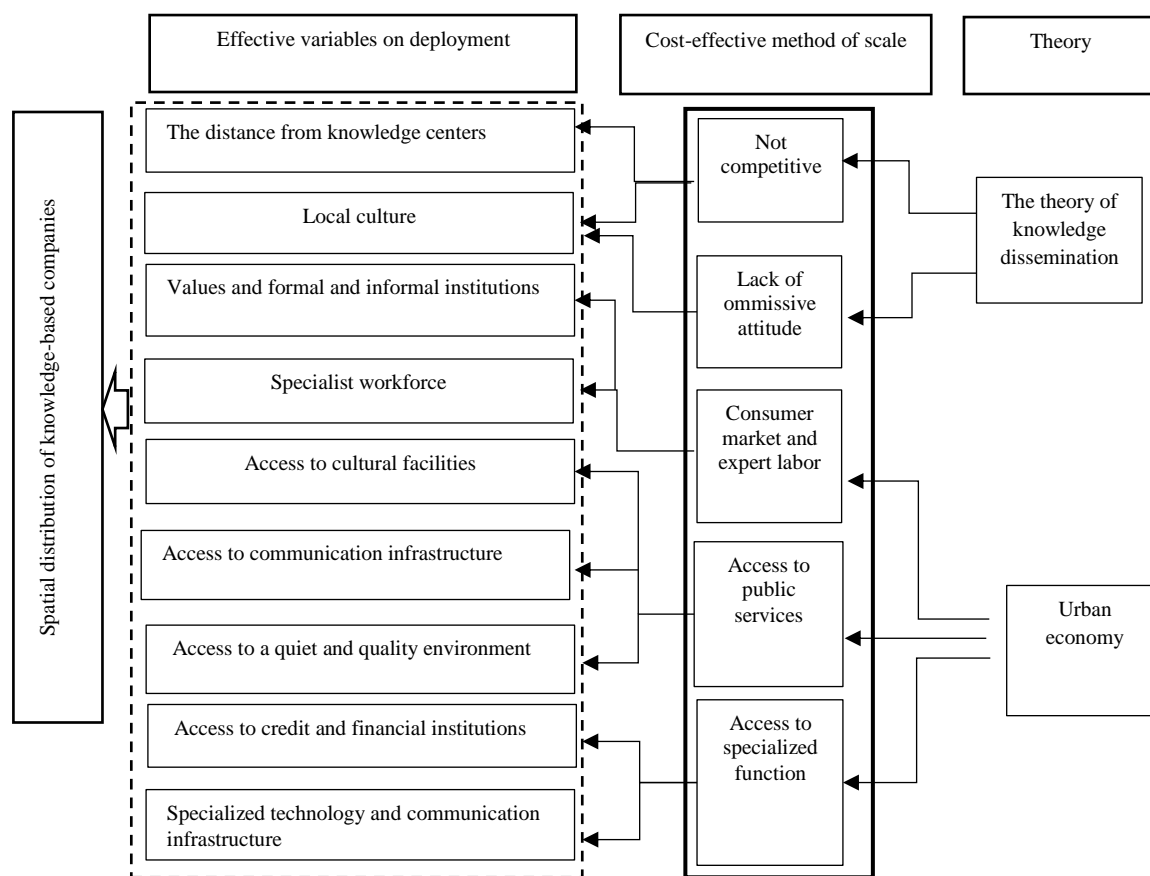 Effective variables on deployment
Cost-effective method of scale
Theory
Spatial distribution of knowledge-based companies
The distance from knowledge centers
Local culture
Values and formal and informal institutions
Specialist workforce
Access to cultural facilities
Access to communication infrastructure
Access to a quiet and quality environment
Access to credit and financial institutions
Specialized technology and communication
infrastructure
Not
competitive
Lack of
ommissive
attitude
Consumer
market and
expert labor
Access to
public
services
Access to
specialized
function
The theory of
knowledge
dissemination
Urban
economy